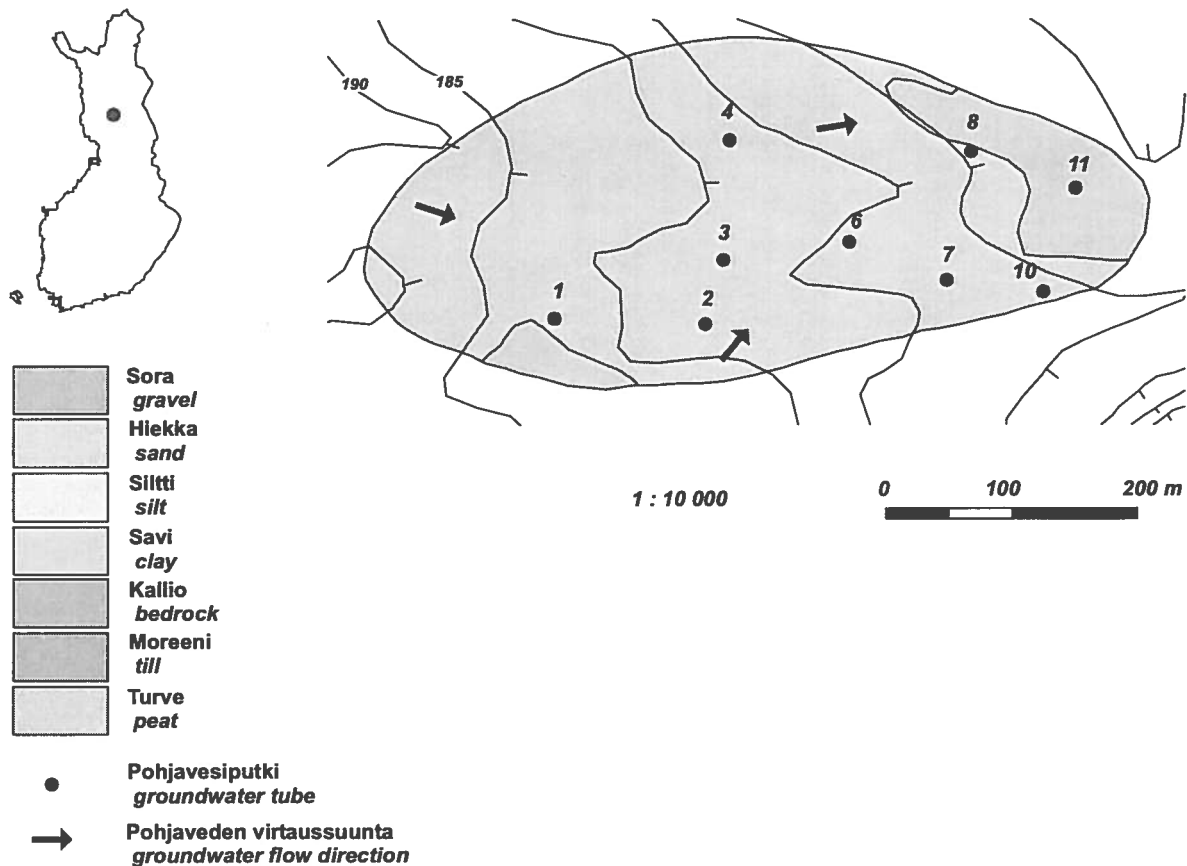 190
185
4
8
11
3
6
7
10
1
2
Sora
gravel
Hiekka
sand
Siltti
silt
Savi
clay
Kallio
bedrock
Moreeni
till
Turve
peat
Pohjavesiputki
groundwater tube
Pohjaveden virtaussuunta
groundwater flow direction
1 : 10 000
0 100 200 m